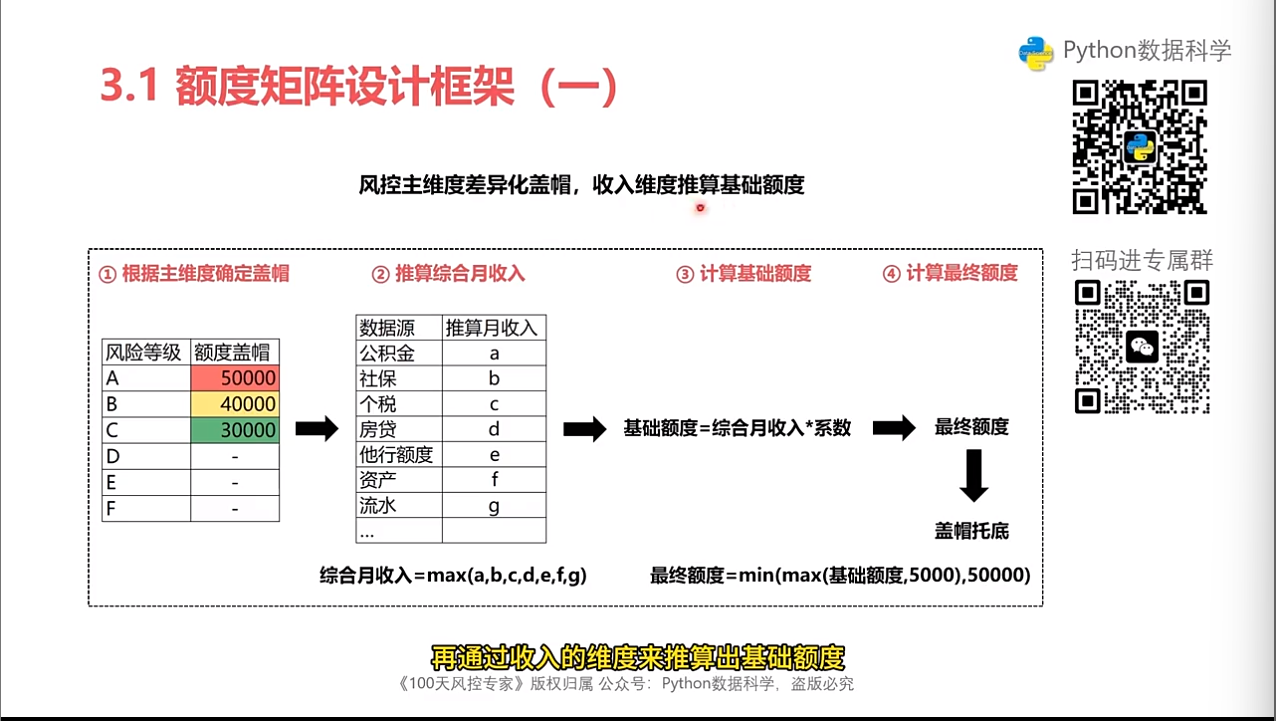 Python数据科学
3.1 额度矩阵设计框架（一）
风控主维度差异化盖帽，收入维度推算基础额度
扫码进专属群
① 根据主维度确定盖帽
② 推算综合月收入
③ 计算基础额度
④ 计算最终额度
风险等级 额度盖帽
A 50000
B 40000
C 30000
D -
E -
F -
数据源 推算月收入
公积金 a
社保 b
个税 c
房贷 d
他行额度 e
资产 f
流水 g
...
综合月收入=max(a,b,c,d,e,f,g)
基础额度=综合月收入*系数
最终额度
盖帽托底
最终额度=min(max(基础额度,5000),50000)
再通过收入的维度来推算出基础额度
《100天风控专家》版权归属 公众号：Python数据科学，盗版必究